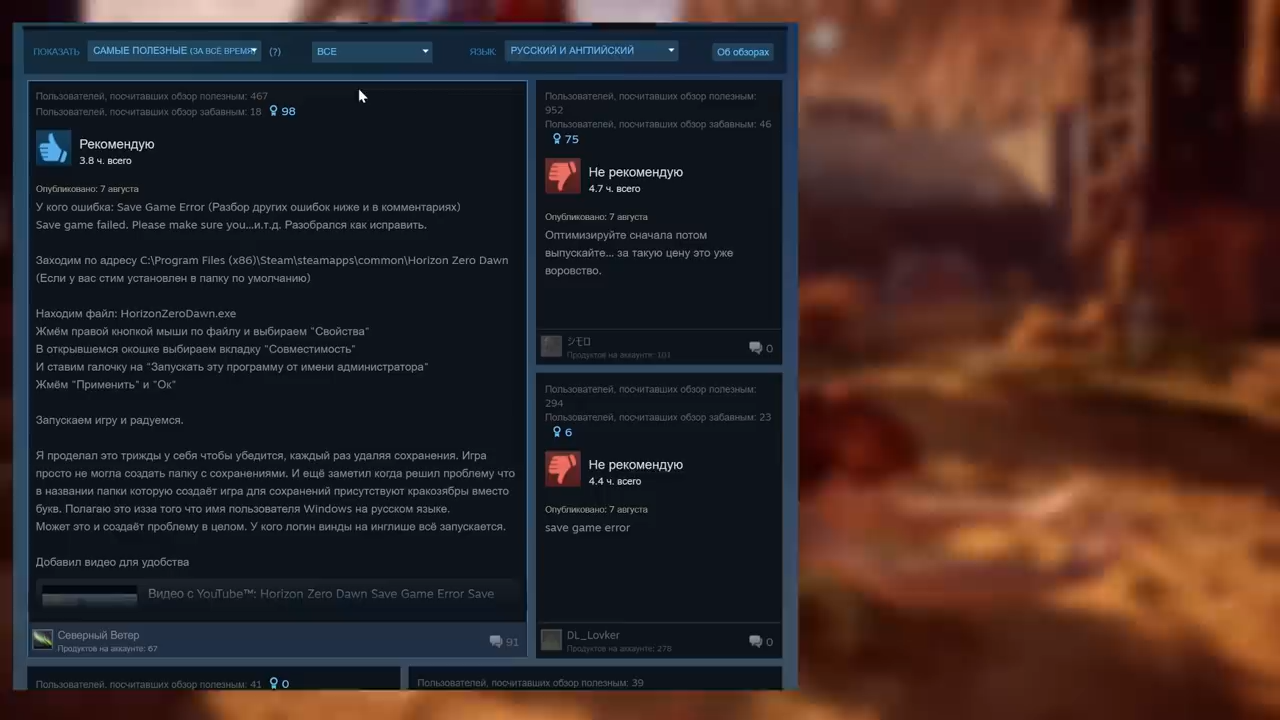 ПОКАЗАТЬ САМЫЕ ПОЛЕЗНЫЕ (ЗА ВСЁ ВРЕМЯ) (?) ВСЕ ЯЗЫК: РУССКИЙ И АНГЛИЙСКИЙ Об обзорах
Пользователей, посчитавших обзор полезным: 467
Пользователей, посчитавших обзор забавным: 18 98
Рекомендую
3.8 ч. всего
Опубликовано: 7 августа
У кого ошибка: Save Game Error (Разбор других ошибок ниже и в комментариях)
Save game failed. Please make sure you...и.т.д. Разобрался как исправить.
Заходим по адресу C:\Program Files (x86)\Steam\steamapps\common\Horizon Zero Dawn
(Если у вас стим установлен в папку по умолчанию)
Находим файл: HorizonZeroDawn.exe
Жмём правой кнопкой мыши по файлу и выбираем "Свойства"
В открывшемся окошке выбираем вкладку "Совместимость"
И ставим галочку на "Запускать эту программу от имени администратора"
Жмём "Применить" и "Ок"
Запускаем игру и радуемся.
Я проделал это трижды у себя чтобы убедится, каждый раз удаляя сохранения. Игра
просто не могла создать папку с сохранениями. И ещё заметил когда решил проблему что
в названии папки которую создаёт игра для сохранений присутствуют кракозябры вместо
букв. Полагаю это изза того что имя пользователя Windows на русском языке.
Может это и создаёт проблему в целом. У кого логин винды на инглише всё запускается.
Добавил видео для удобства
Видео с YouTube™: Horizon Zero Dawn Save Game Error Save
Северный Ветер
Продуктов на аккаунте: 67
91
Пользователей, посчитавших обзор полезным:
952
Пользователей, посчитавших обзор забавным: 46
75
Не рекомендую
4.7 ч. всего
Опубликовано: 7 августа
Оптимизируйте сначала потом
выпускайте... за такую цену это уже
воровство.
シモロ
Продуктов на аккаунте: 101
0
Пользователей, посчитавших обзор полезным:
294
Пользователей, посчитавших обзор забавным: 23
6
Не рекомендую
4.4 ч. всего
Опубликовано: 7 августа
save game error
DL_Lovker
Продуктов на аккаунте: 278
0
Пользователей, посчитавших обзор полезным: 41 0
Пользователей, посчитавших обзор полезным: 39